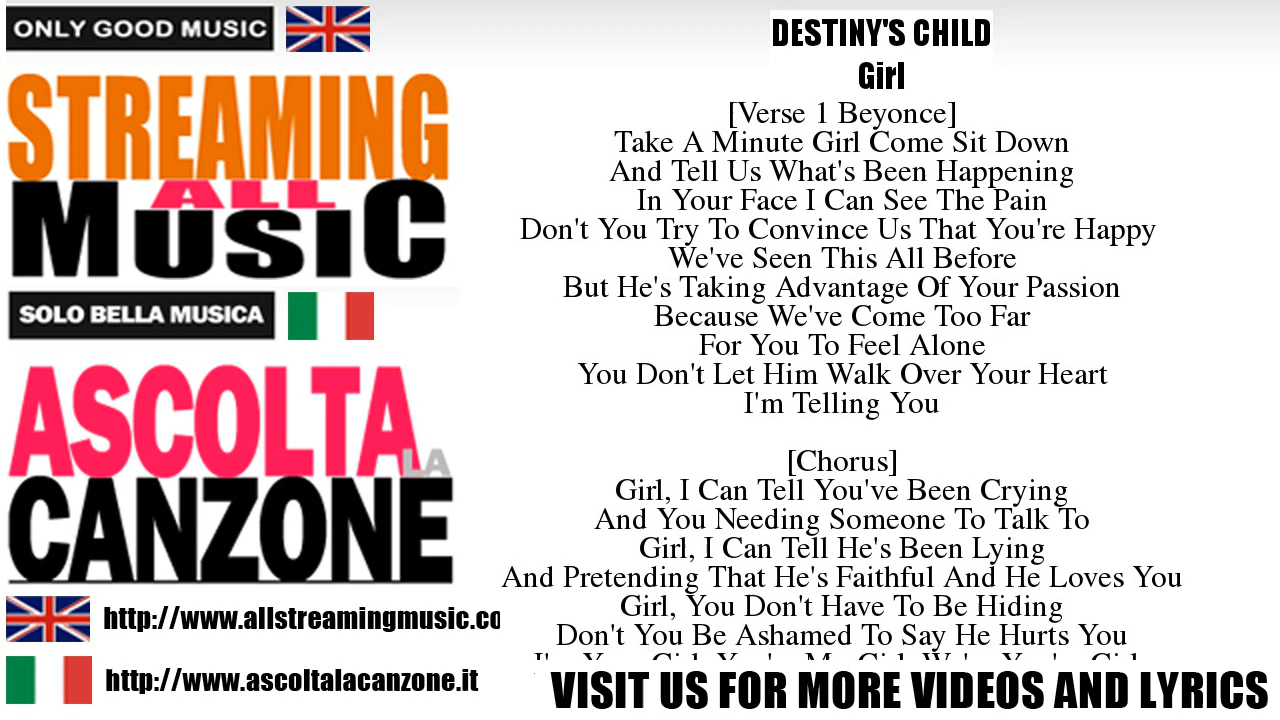 ONLY GOOD MUSIC
STREAMING
ALL
MUSIC
SOLO BELLA MUSICA
ASCOLTA
LA
CANZONE
http://www.allstreamingmusic.co
http://www.ascoltalacanzone.it
DESTINY'S CHILD
Girl
[Verse 1 Beyonce]
Take A Minute Girl Come Sit Down
And Tell Us What's Been Happening
In Your Face I Can See The Pain
Don't You Try To Convince Us That You're Happy
We've Seen This All Before
But He's Taking Advantage Of Your Passion
Because We've Come Too Far
For You To Feel Alone
You Don't Let Him Walk Over Your Heart
I'm Telling You
[Chorus]
Girl, I Can Tell You've Been Crying
And You Needing Someone To Talk To
Girl, I Can Tell He's Been Lying
And Pretending That He's Faithful And He Loves You
Girl, You Don't Have To Be Hiding
Don't You Be Ashamed To Say He Hurts You
VISIT US FOR MORE VIDEOS AND LYRICS